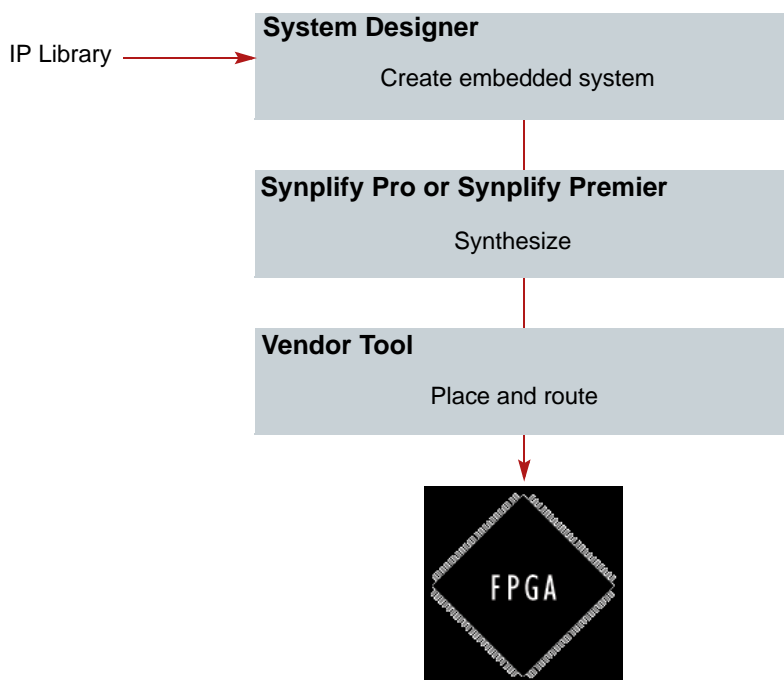 System Designer
IP Library
Create embedded system
Synplify Pro or Synplify Premier
Synthesize
Vendor Tool
Place and route
FPGA